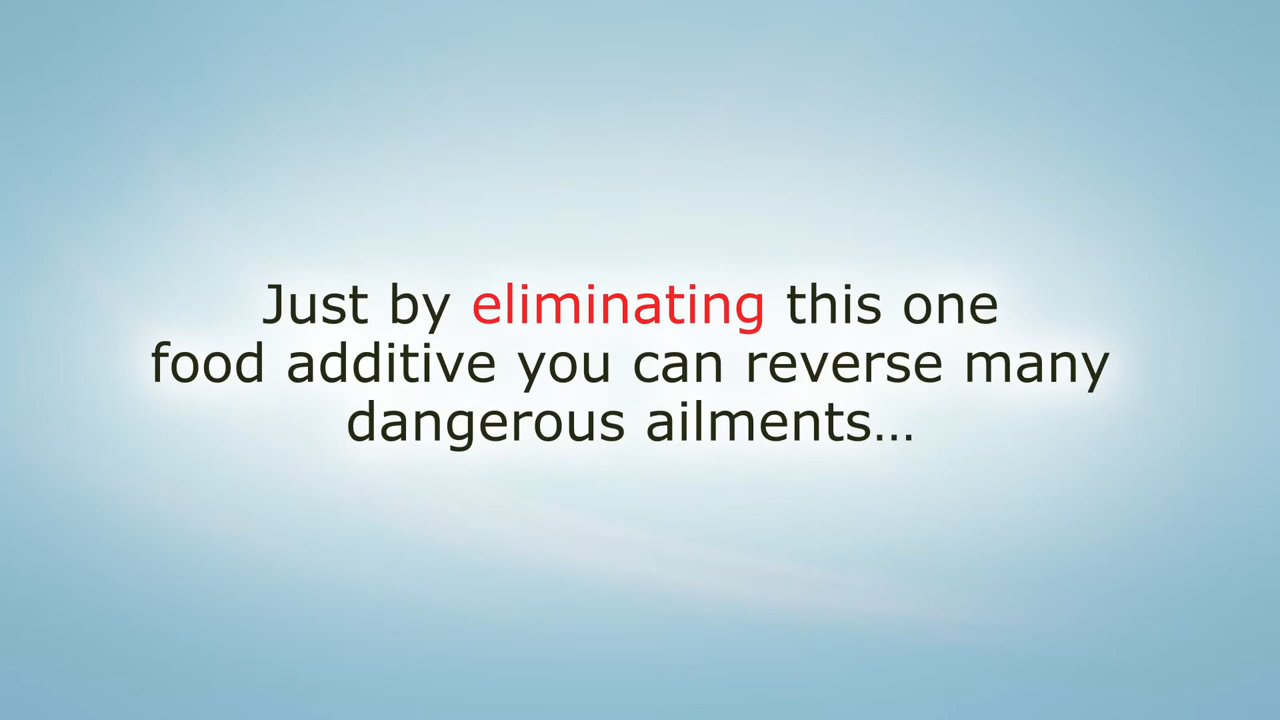 Just by eliminating this one
food additive you can reverse many
dangerous ailments…